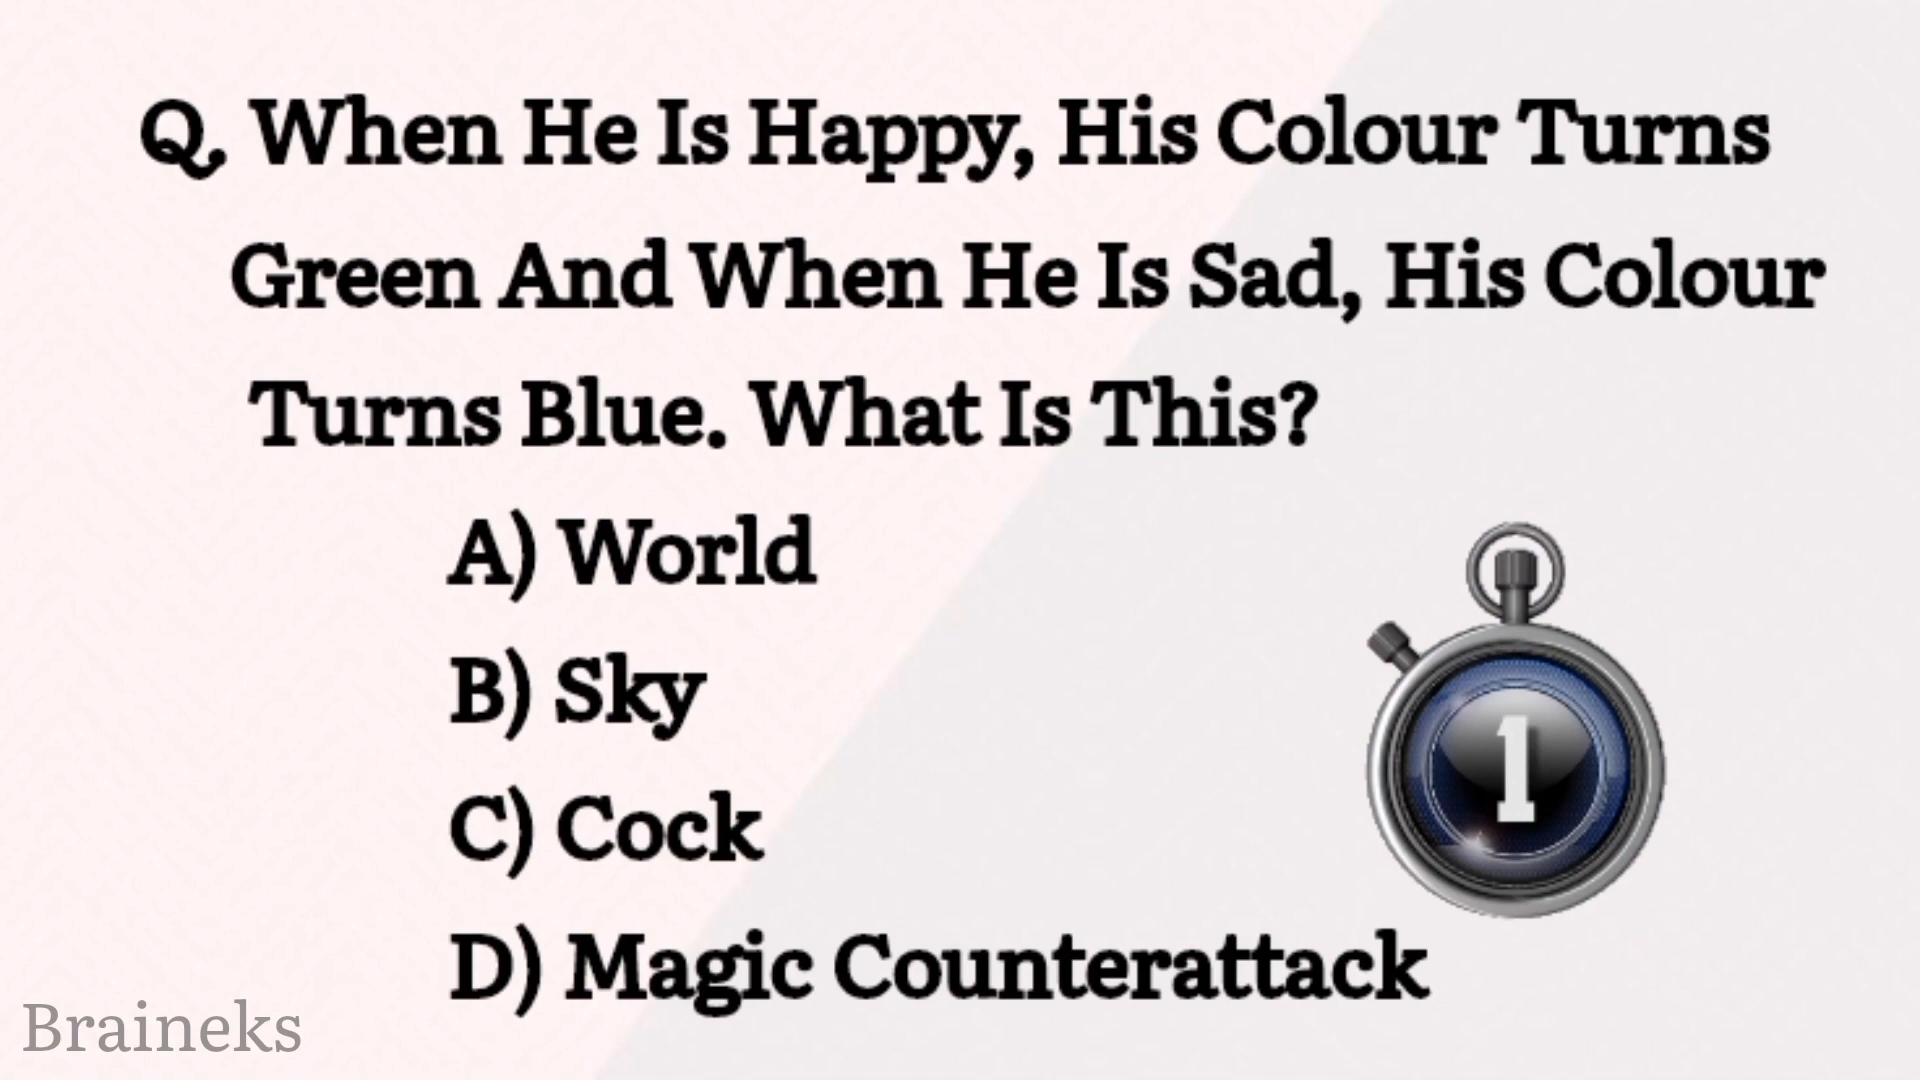 Q. When He Is Happy, His Colour Turns
Green And When He Is Sad, His Colour
Turns Blue. What Is This?
A) World
B) Sky
C) Cock
D) Magic Counterattack
1
Braineks